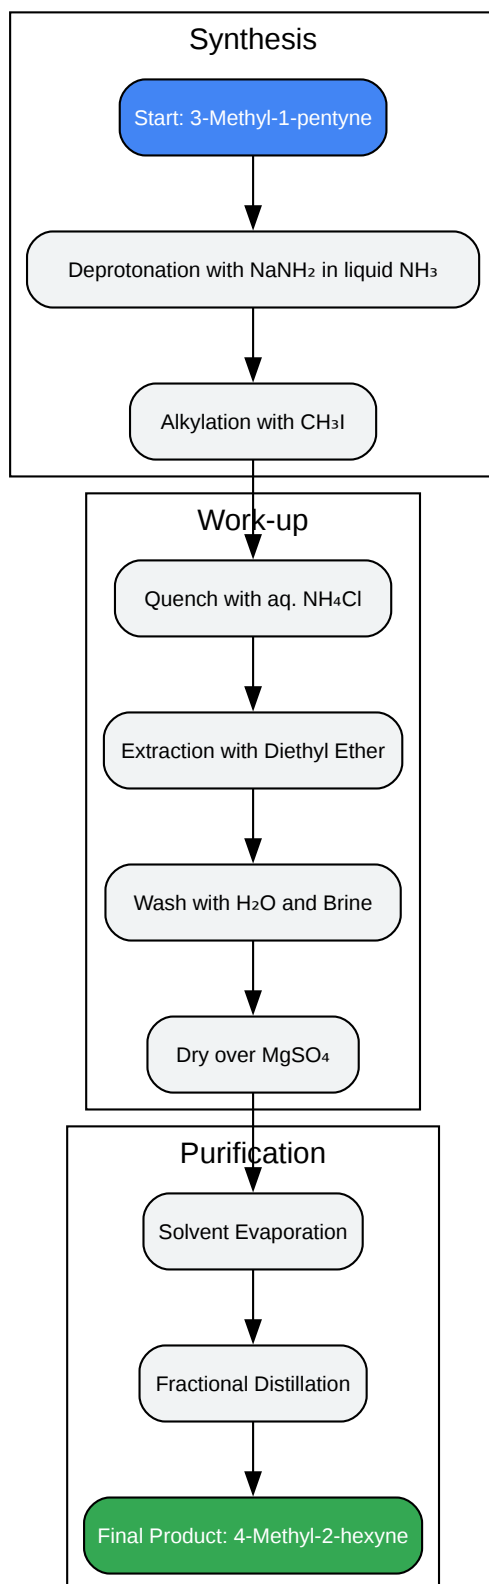 Synthesis
Start: 3-Methyl-1-pentyne
Deprotonation with NaNH₂ in liquid NH₃
Alkylation with CH₃I
Work-up
Quench with aq. NH₄Cl
Extraction with Diethyl Ether
Wash with H₂O and Brine
Dry over MgSO₄
Purification
Solvent Evaporation
Fractional Distillation
Final Product: 4-Methyl-2-hexyne